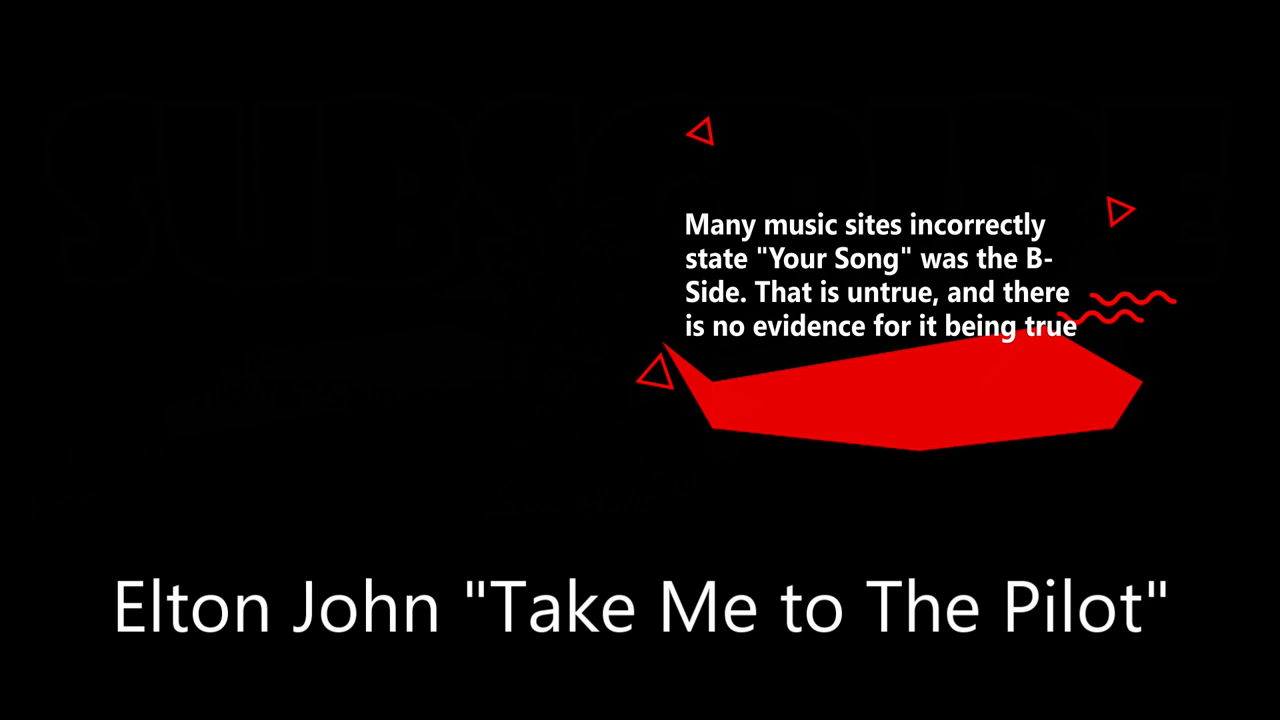 Many music sites incorrectly
state "Your Song" was the B-
Side. That is untrue, and there
is no evidence for it being true
Elton John "Take Me to The Pilot"